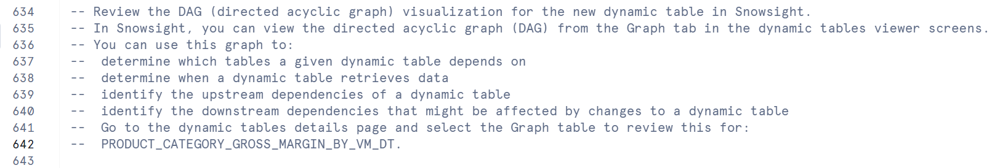 634 -- Review the DAG (directed acyclic graph) visualization for the new dynamic table in Snowsight.
635 -- In Snowsight, you can view the directed acyclic graph (DAG) from the Graph tab in the dynamic tables viewer screens.
636 -- You can use this graph to:
637 --  determine which tables a given dynamic table depends on
638 --  determine when a dynamic table retrieves data
639 --  identify the upstream dependencies of a dynamic table
640 --  identify the downstream dependencies that might be affected by changes to a dynamic table
641 --  Go to the dynamic tables details page and select the Graph table to review this for:
642 --  PRODUCT_CATEGORY_GROSS_MARGIN_BY_VM_DT.
643